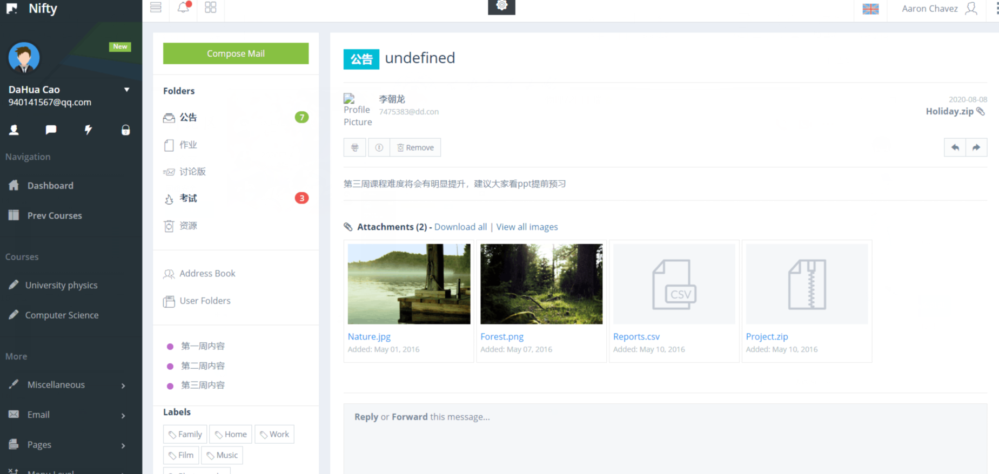 Nifty
Aaron Chavez
New
DaHua Cao
940141567@qq.com
Navigation
Dashboard
Prev Courses
Courses
University physics
Computer Science
More
Miscellaneous
Email
Pages
Compose Mail
Folders
公告 7
作业
讨论版
考试 3
资源
Address Book
User Folders
第一周内容
第二周内容
第三周内容
Labels
Family Home Work
Film Music
公告 undefined
Profile
Picture
李朝龙
7475383@dd.con
2020-08-08
Holiday.zip
Remove
第三周课程难度将会有明显提升，建议大家看ppt提前预习
Attachments (2) - Download all | View all images
CSV
Nature.jpg
Added: May 01, 2016
Forest.png
Added: May 07, 2016
Reports.csv
Added: May 10, 2016
Project.zip
Added: May 10, 2016
Reply or Forward this message...